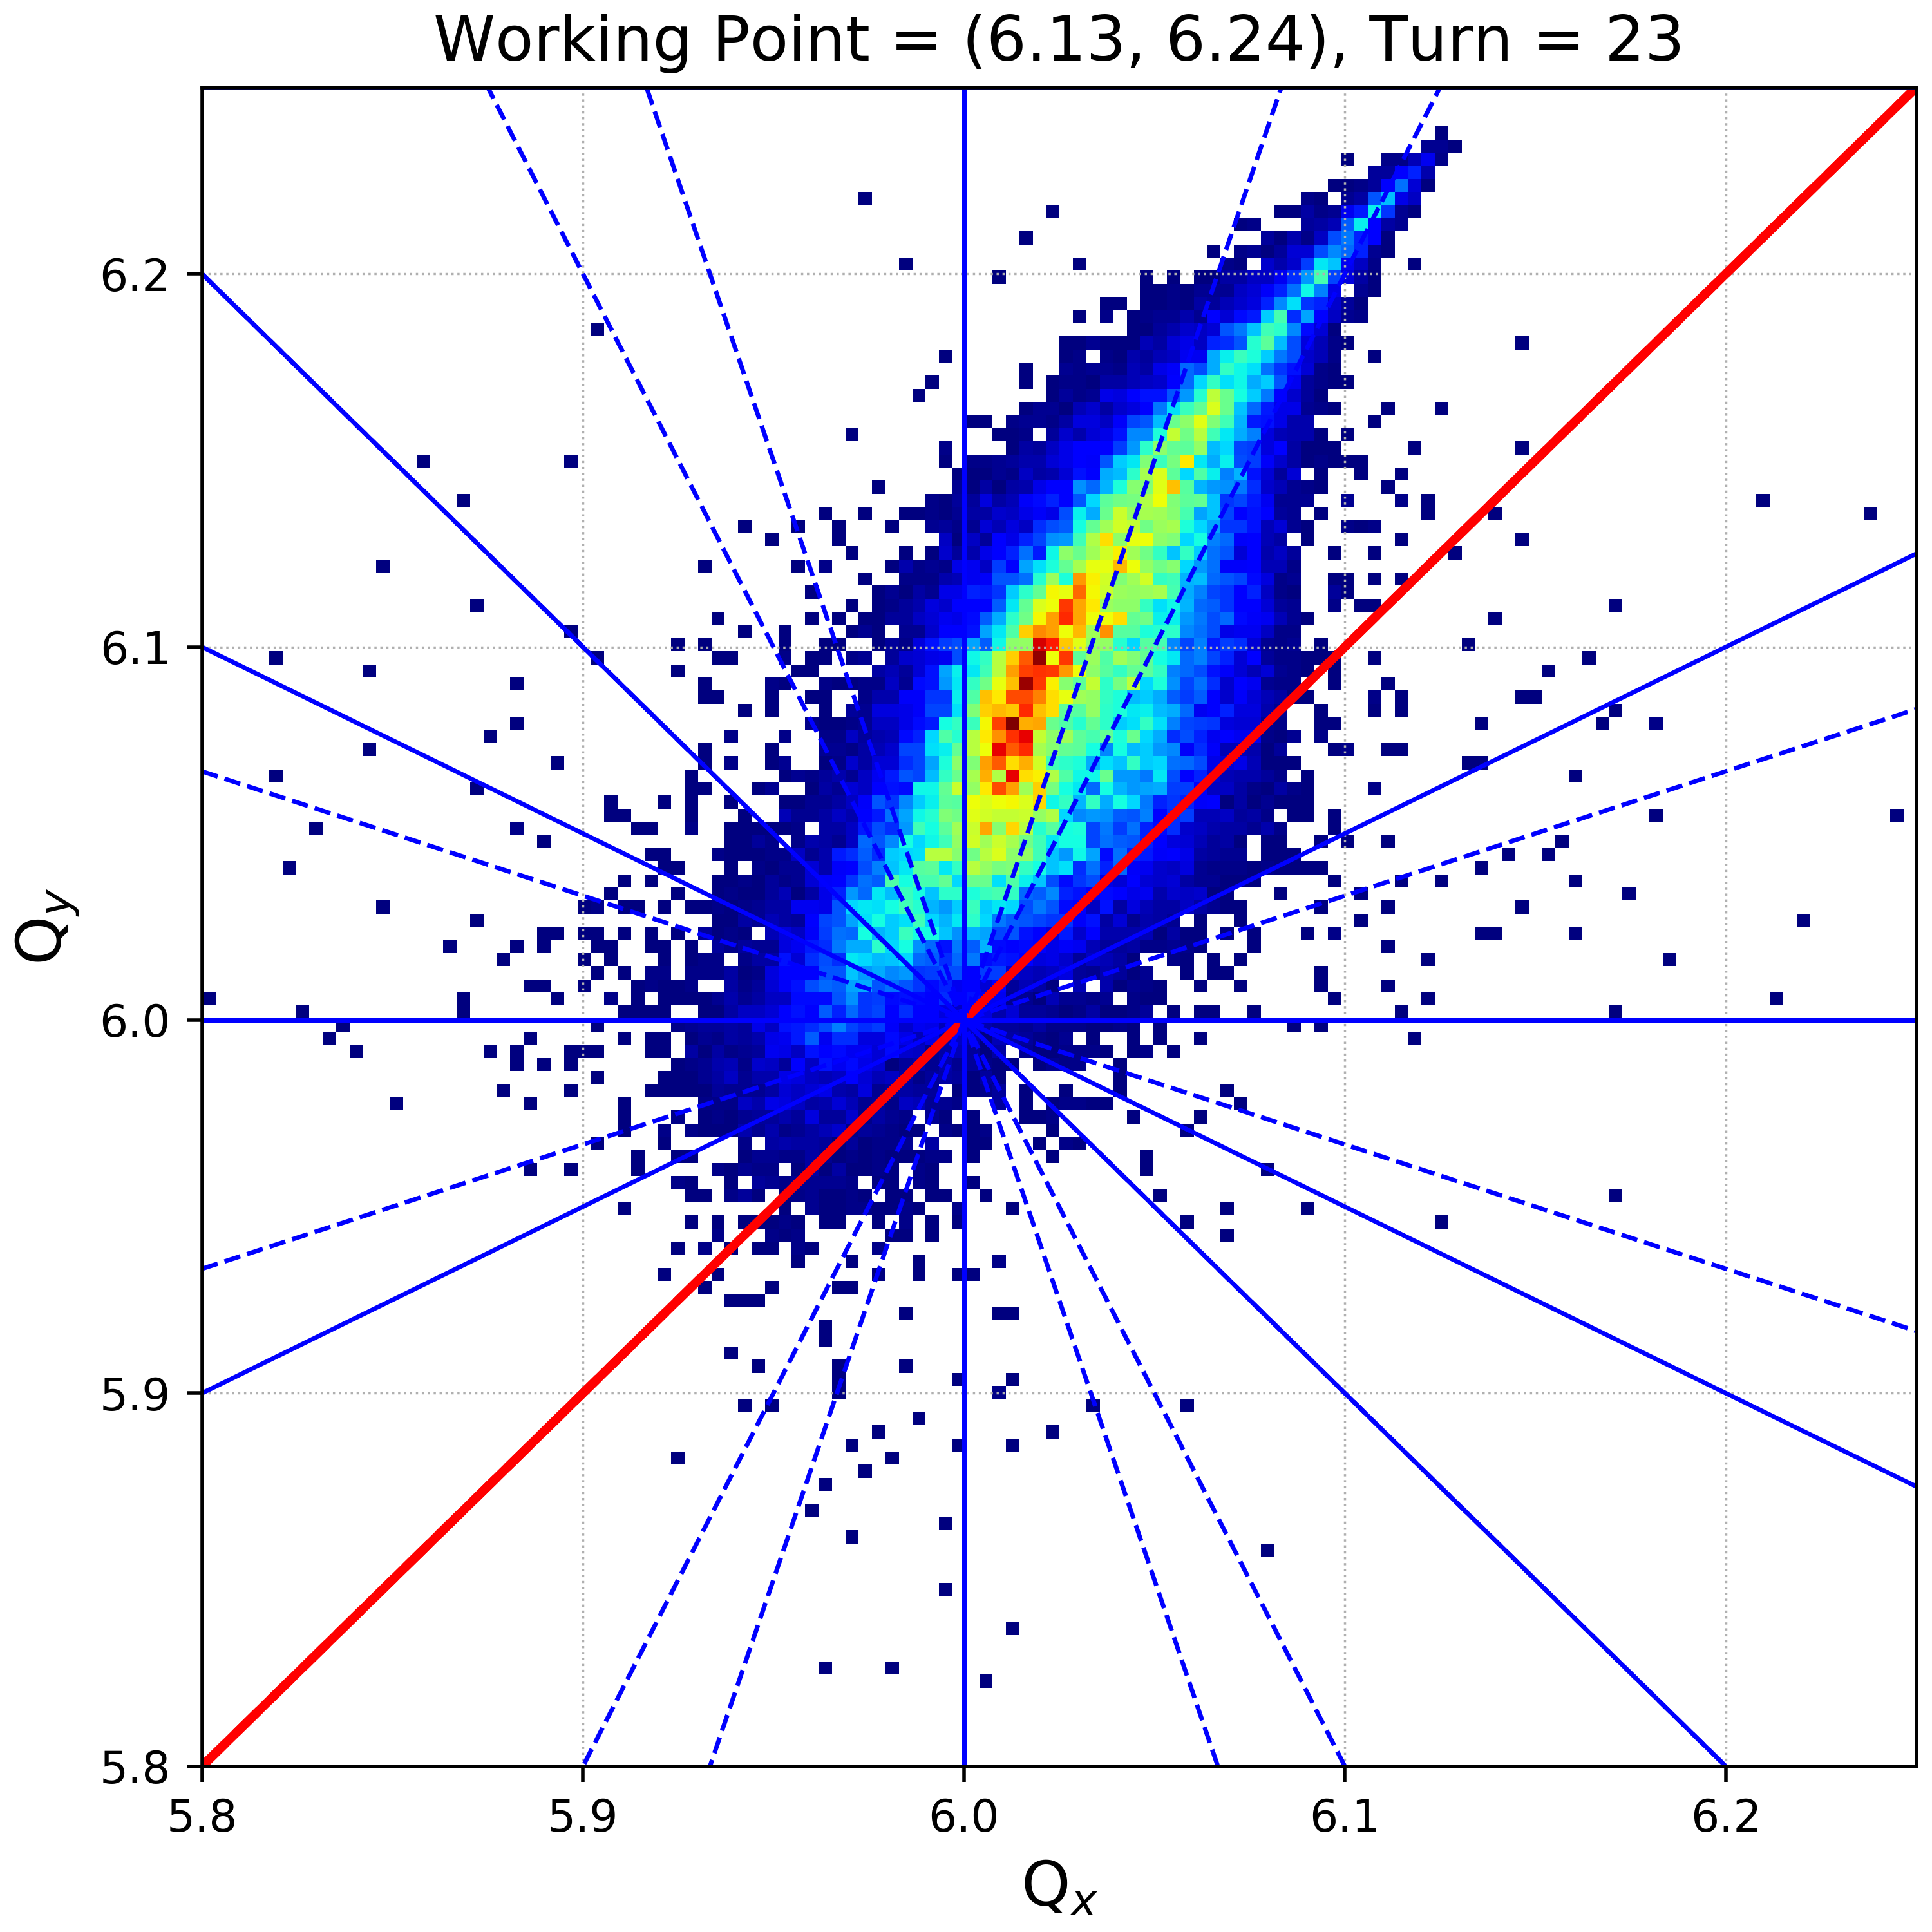 Working Point = (6.13, 6.24), Turn = 23
6.2
6.1
6.0
5.9
5.8
Qy
5.8 5.9 6.0 6.1 6.2
Qx